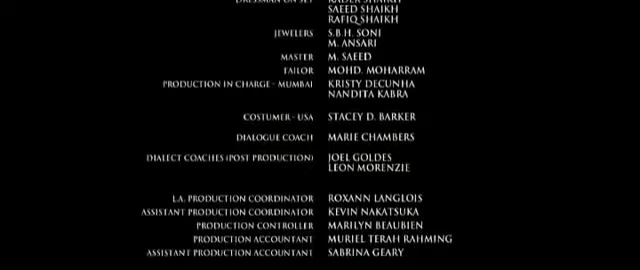 DRESSMAN ON SET
SAEED SHAIKH
RAFIQ SHAIKH
JEWELERS S.B.H. SONI
M. ANSARI
MASTER M. SAEED
TAILOR MOHD. MOHARRAM
PRODUCTION IN CHARGE - MUMBAI KRISTY DECUNHA
NANDITA KABRA
COSTUMER - USA STACEY D. BARKER
DIALOGUE COACH MARIE CHAMBERS
DIALECT COACHES (POST PRODUCTION) JOEL GOLDES
LEON MORENZIE
L.A. PRODUCTION COORDINATOR ROXANN LANGLOIS
ASSISTANT PRODUCTION COORDINATOR KEVIN NAKATSUKA
PRODUCTION CONTROLLER MARILYN BEAUBIEN
PRODUCTION ACCOUNTANT MURIEL TERAH RAHMING
ASSISTANT PRODUCTION ACCOUNTANT SABRINA GEARY